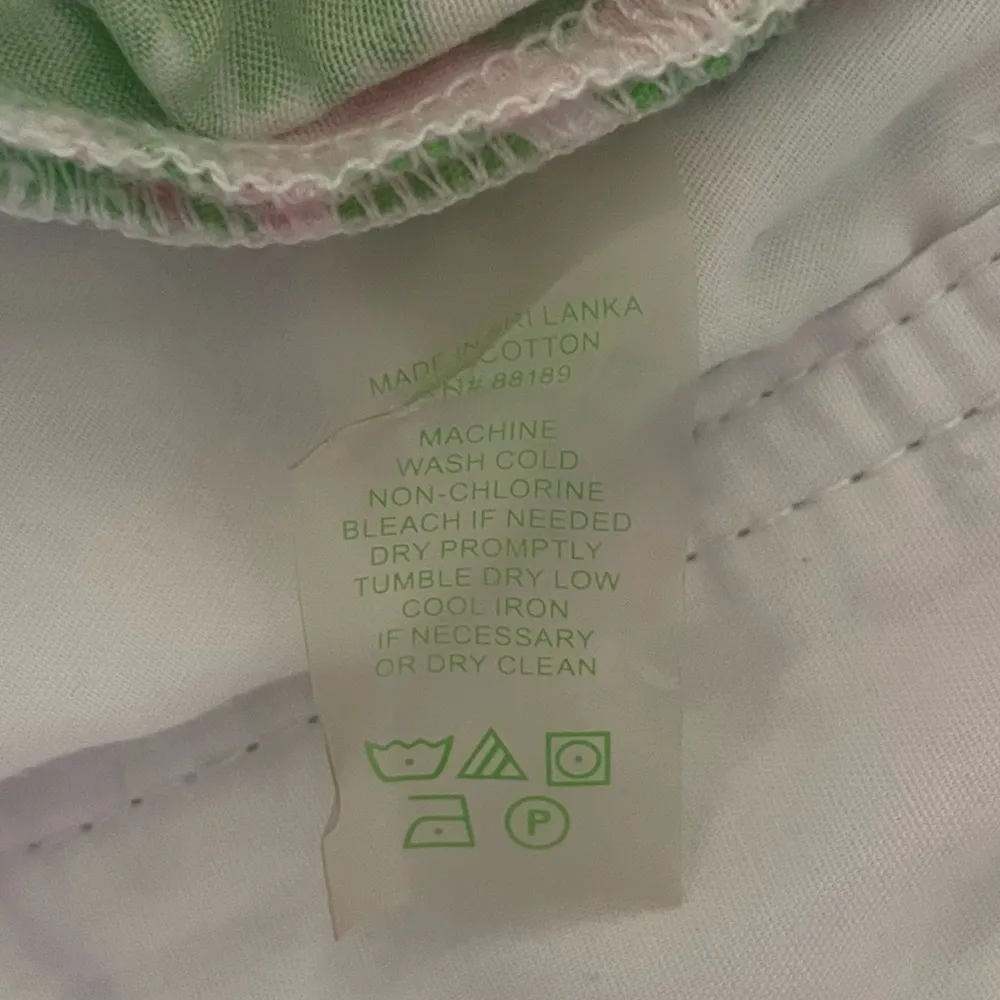 MADE IN SRI LANKA
COTTON
RN# 88189
MACHINE
WASH COLD
NON-CHLORINE
BLEACH IF NEEDED
DRY PROMPTLY
TUMBLE DRY LOW
COOL IRON
IF NECESSARY
OR DRY CLEAN
P